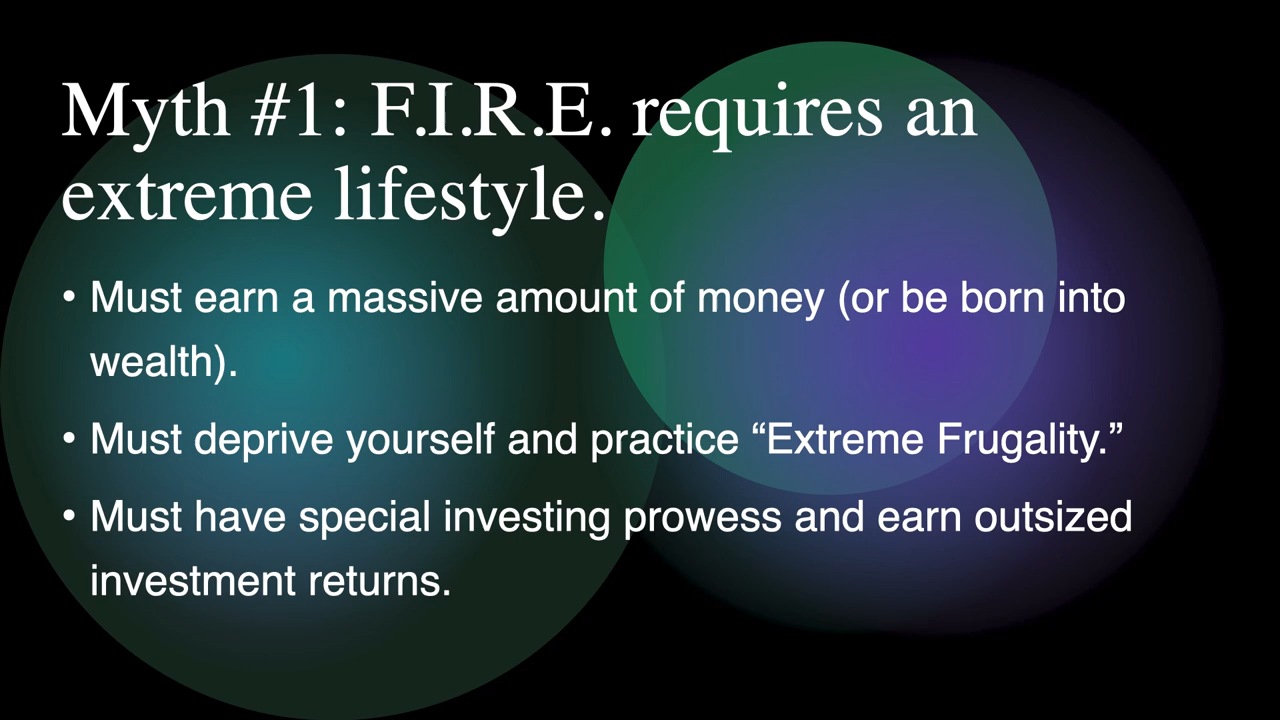 Myth #1: F.I.R.E. requires an
extreme lifestyle.
• Must earn a massive amount of money (or be born into
wealth).
• Must deprive yourself and practice “Extreme Frugality.”
• Must have special investing prowess and earn outsized
investment returns.